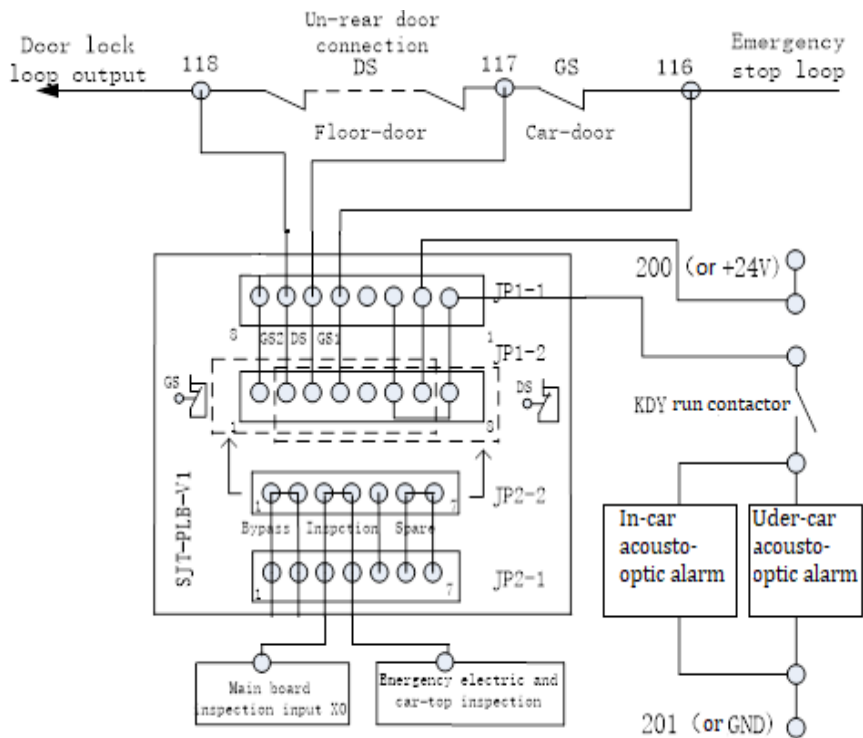 Un-rear door
connection
Door lock
loop output
118
DS
117
GS
116
Emergency
stop loop
Floor-door
Car-door
200 (or +24V)
JP1-1
8
GS2
DS
GS1
1
JP1-2
GS
DS
1
8
KDY run contactor
SJT-PLB-V1
1
7
JP2-2
Bypass
Inspction
Spare
1
7
JP2-1
In-car
acousto-
optic alarm
Uder-car
acousto-
optic alarm
Main board
inspection input X0
Emergency electric and
car-top inspection
201 (or GND)